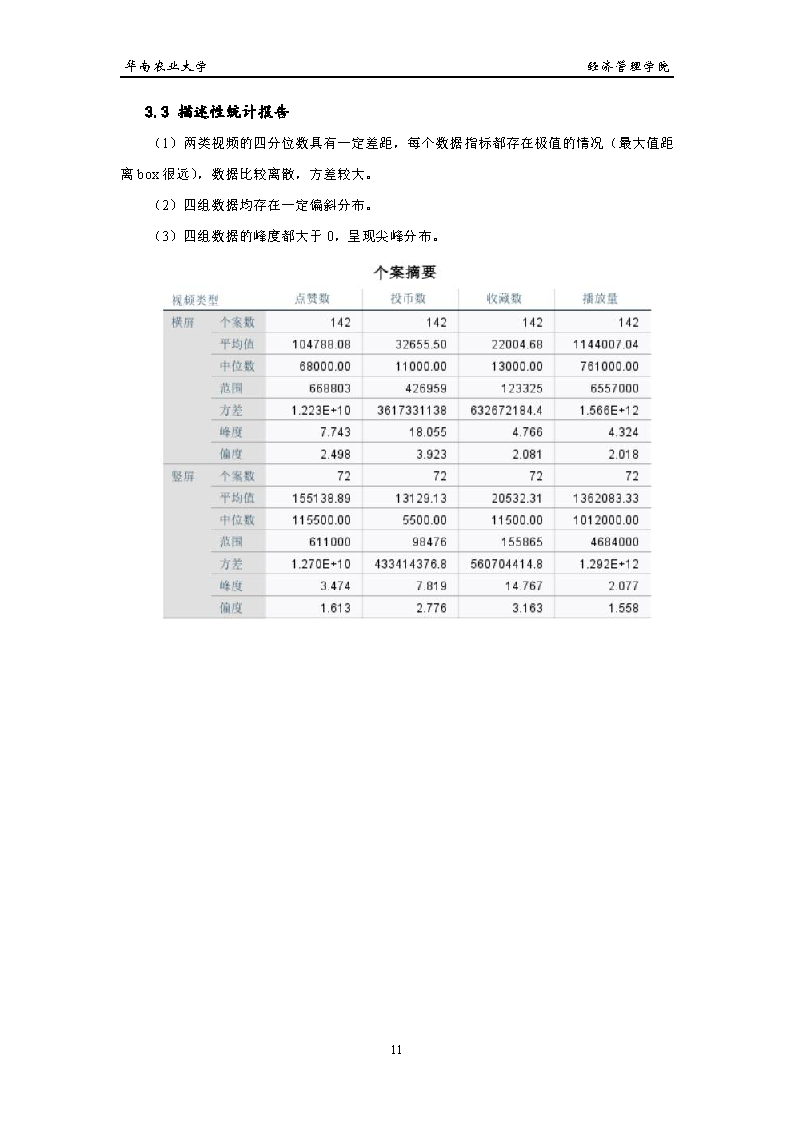 华南农业大学 经济管理学院
3.3 描述性统计报告
（1）两类视频的四分位数具有一定差距，每个数据指标都存在极值的情况（最大值距
离 box 很远），数据比较离散，方差较大。
（2）四组数据均存在一定偏斜分布。
（3）四组数据的峰度都大于 0，呈现尖峰分布。
个案摘要
视频类型 点赞数 投币数 收藏数 播放量
横屏 个案数 142 142 142 142
平均值 104788.08 32655.50 22004.68 1144007.04
中位数 68000.00 11000.00 13000.00 761000.00
范围 668803 426959 123325 6557000
方差 1.223E+10 3617331138 632672184.4 1.566E+12
峰度 7.743 18.055 4.766 4.324
偏度 2.498 3.923 2.081 2.018
竖屏 个案数 72 72 72 72
平均值 155138.89 13129.13 20532.31 1362083.33
中位数 115500.00 5500.00 11500.00 1012000.00
范围 611000 98476 155865 4684000
方差 1.270E+10 433414376.8 560704414.8 1.292E+12
峰度 3.474 7.819 14.767 2.077
偏度 1.613 2.776 3.163 1.558
11